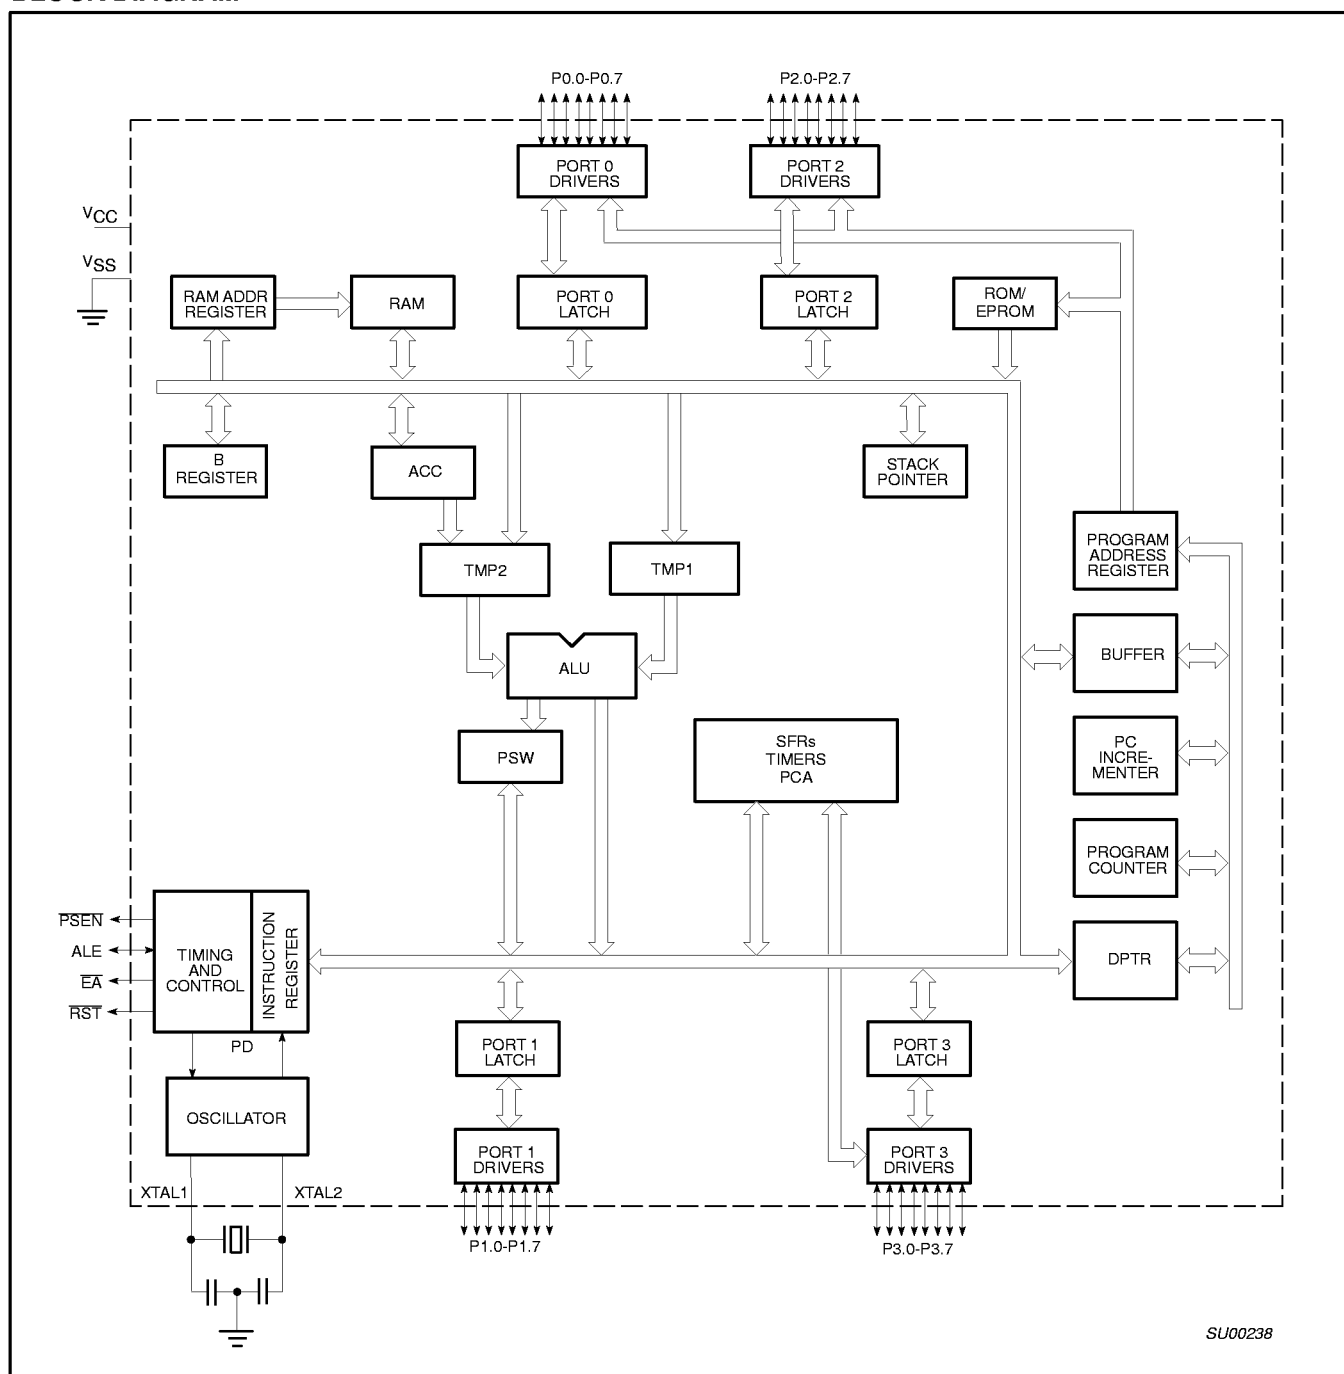 P0.0-P0.7
P2.0-P2.7
PORT 0
DRIVERS
PORT 2
DRIVERS
VCC
VSS
RAM ADDR
REGISTER
RAM
PORT 0
LATCH
PORT 2
LATCH
ROM/
EPROM
B
REGISTER
ACC
STACK
POINTER
PROGRAM
ADDRESS
REGISTER
TMP2
TMP1
BUFFER
ALU
PSW
SFRs
TIMERS
PCA
PC
INCRE-
MENTER
PROGRAM
COUNTER
PSEN
ALE
EA
RST
TIMING
AND
CONTROL
INSTRUCTION
REGISTER
DPTR
PD
PORT 1
LATCH
PORT 3
LATCH
OSCILLATOR
PORT 1
DRIVERS
PORT 3
DRIVERS
XTAL1
XTAL2
P1.0-P1.7
P3.0-P3.7
SU00238